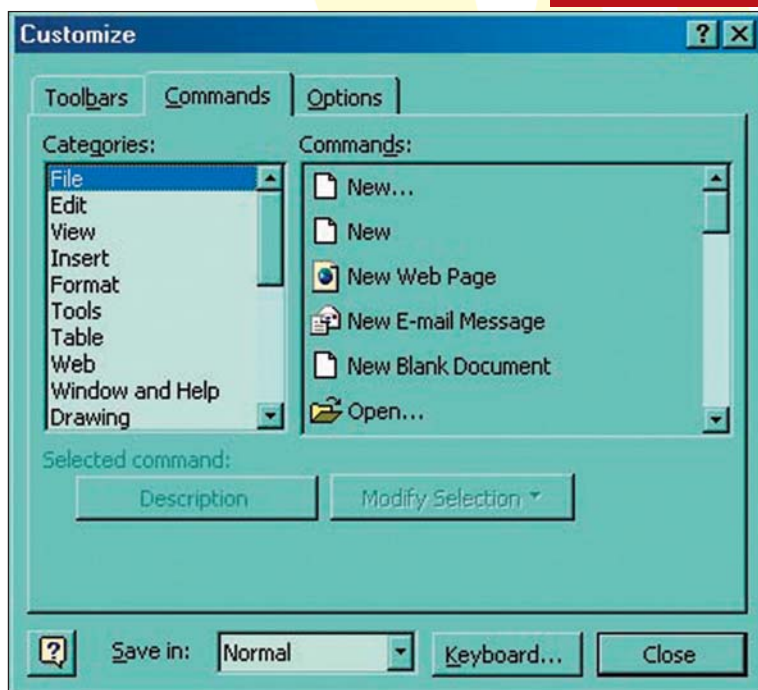 Customize
Toolbars Commands Options
Categories:
File
Edit
View
Insert
Format
Tools
Table
Web
Window and Help
Drawing
Commands:
New...
New
New Web Page
New E-mail Message
New Blank Document
Open...
Selected command:
Description Modify Selection
Save in: Normal Keyboard... Close